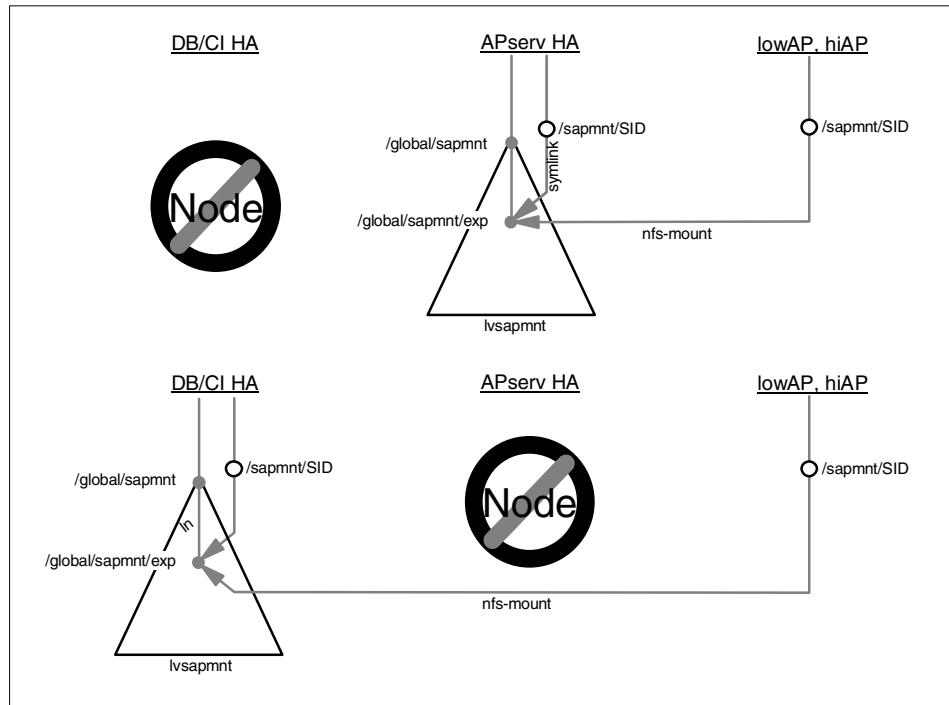 DB/CI HA
APserv HA
lowAP, hiAP
/sapmnt/SID
/sapmnt/SID
/global/sapmnt
symlink
Node
/global/sapmnt/exp
nfs-mount
lvsapmnt
DB/CI HA
APserv HA
lowAP, hiAP
/sapmnt/SID
/sapmnt/SID
/global/sapmnt
Node
ln
/global/sapmnt/exp
nfs-mount
lvsapmnt